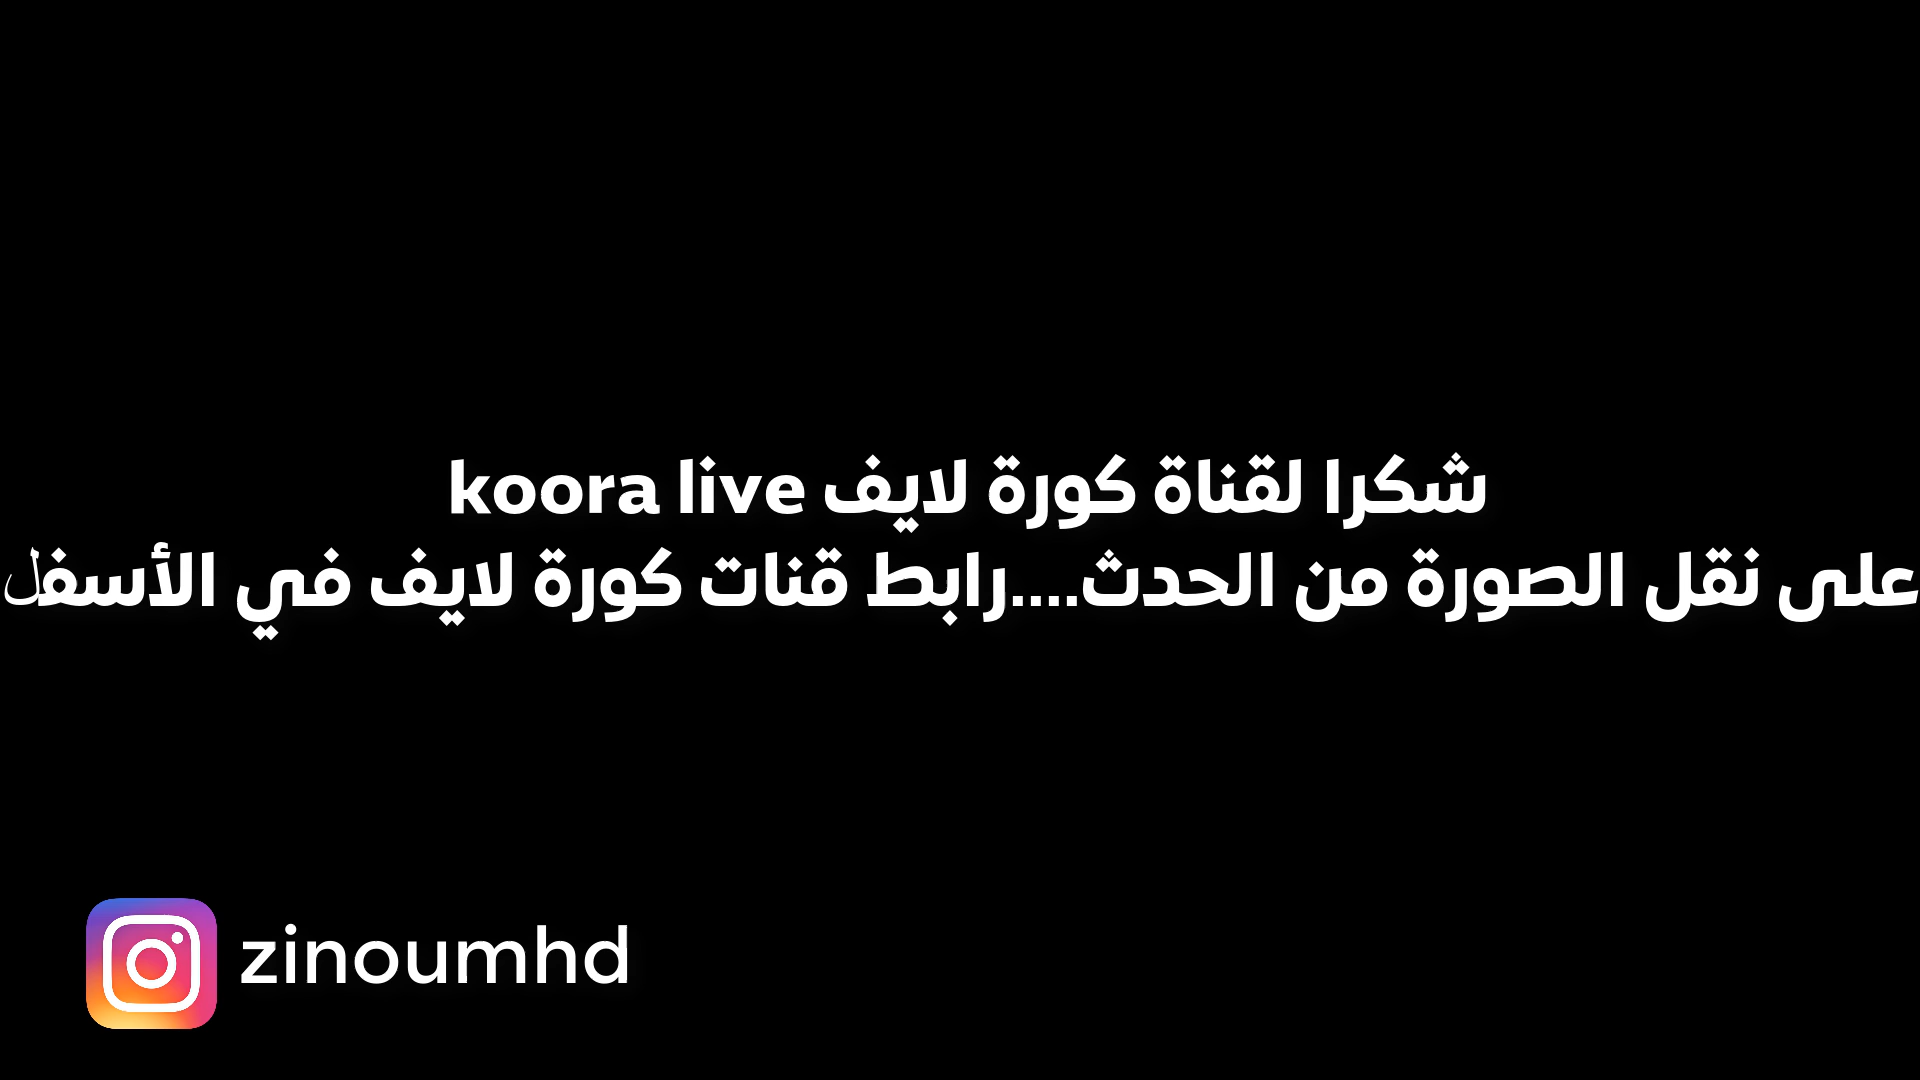 شكرا لقناة كورة لايف koora live
على نقل الصورة من الحدث....رابط قنات كورة لايف في الأسفل
zinoumhd